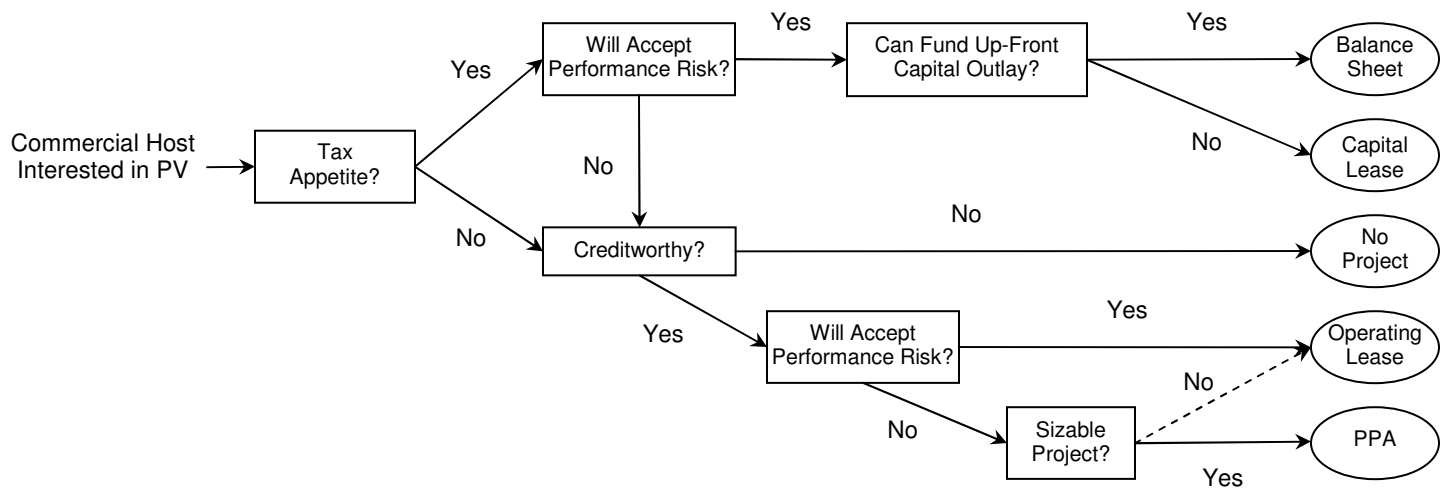 Commercial Host
Interested in PV
Tax
Appetite?
Yes
No
Will Accept
Performance Risk?
Yes
No
Can Fund Up-Front
Capital Outlay?
Yes
No
Balance
Sheet
Capital
Lease
Creditworthy?
No
Yes
No
Project
Will Accept
Performance Risk?
Yes
No
Operating
Lease
Sizable
Project?
No
Yes
PPA